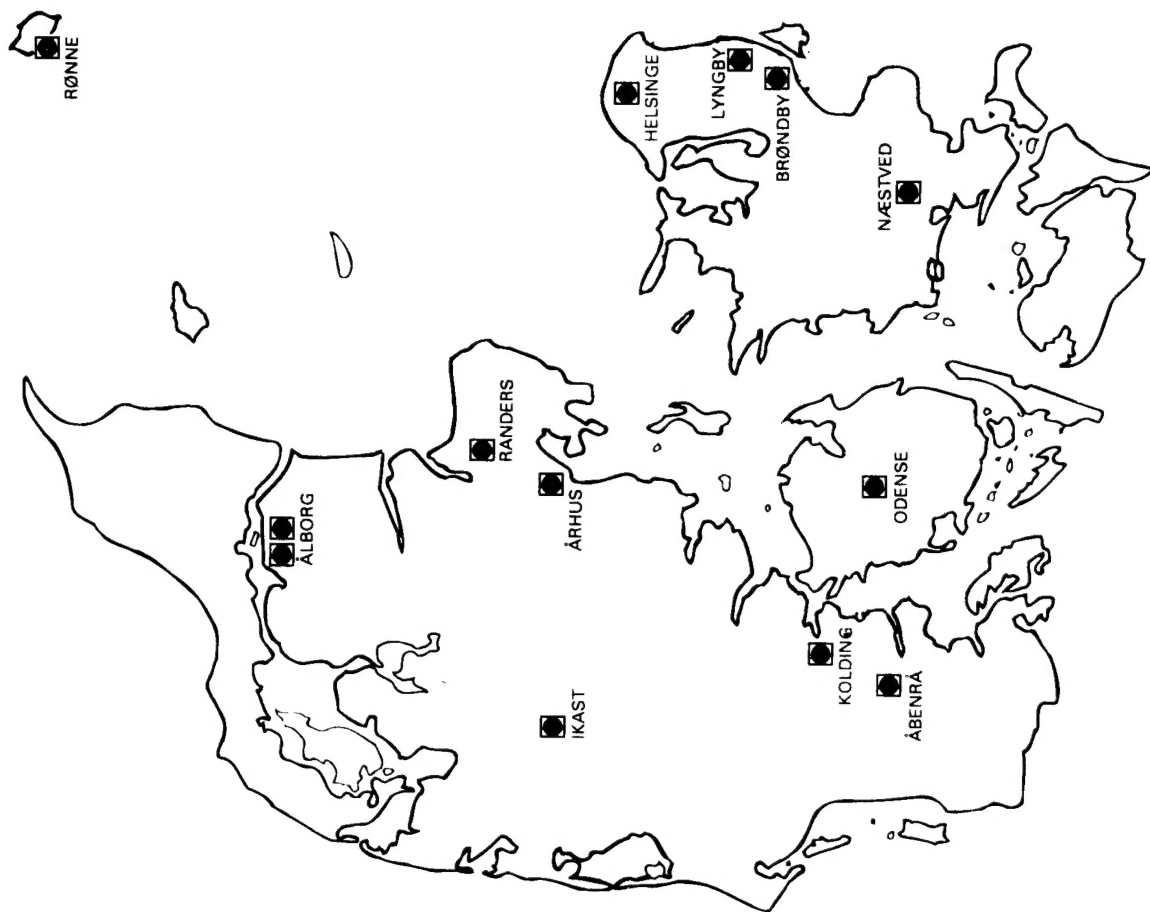 RØNNE
HELSINGE
LYNGBY
BRØNDBY
NÆSTVED
RANDERS
ÅLBORG
ÅRHUS
ODENSE
KOLDING
IKAST
ÅBENRÅ